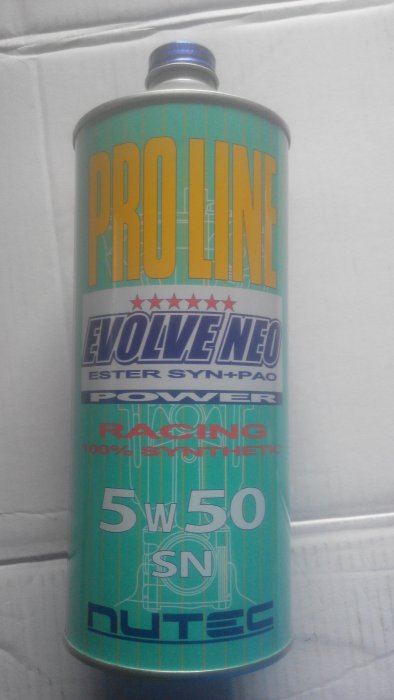 PRO LINE
★★★★★★
EVOLVE NEO
ESTER SYN+PAO
POWER
RACING
100% SYNTHETIC
5W50
SN
NUTEC